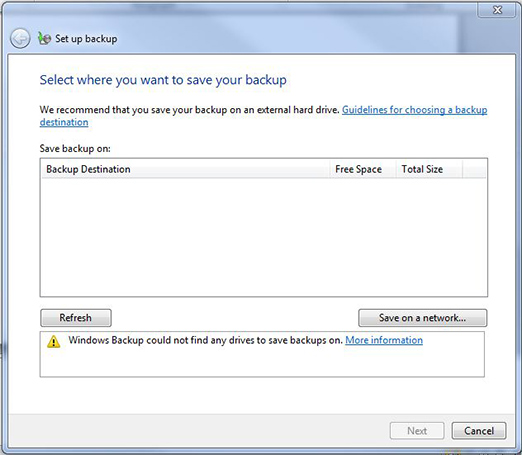 Set up backup
Select where you want to save your backup
We recommend that you save your backup on an external hard drive. Guidelines for choosing a backup
destination
Save backup on:
Backup Destination Free Space Total Size
Refresh Save on a network...
Windows Backup could not find any drives to save backups on. More information
Next Cancel